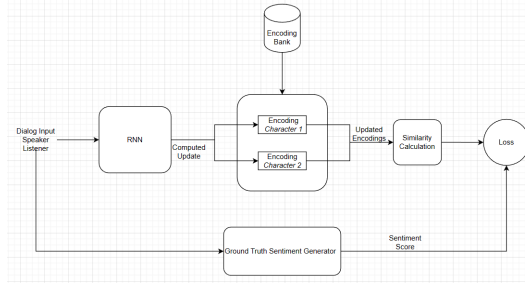 Encoding
Bank
Dialog Input
Speaker
Listener
RNN
Computed
Update
Encoding
Character 1
Encoding
Character 2
Updated
Encodings
Similarity
Calculation
Loss
Ground Truth Sentiment Generator
Sentiment
Score